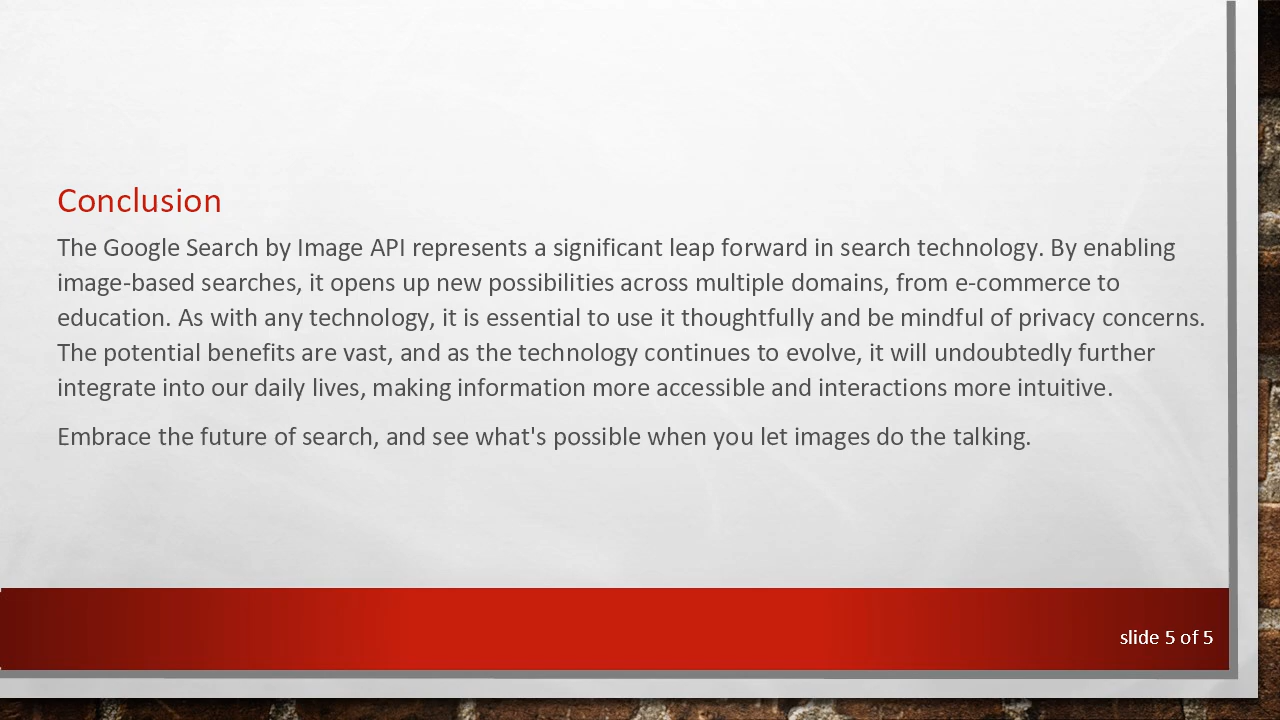 Conclusion
The Google Search by Image API represents a significant leap forward in search technology. By enabling
image-based searches, it opens up new possibilities across multiple domains, from e-commerce to
education. As with any technology, it is essential to use it thoughtfully and be mindful of privacy concerns.
The potential benefits are vast, and as the technology continues to evolve, it will undoubtedly further
integrate into our daily lives, making information more accessible and interactions more intuitive.
Embrace the future of search, and see what's possible when you let images do the talking.
slide 5 of 5